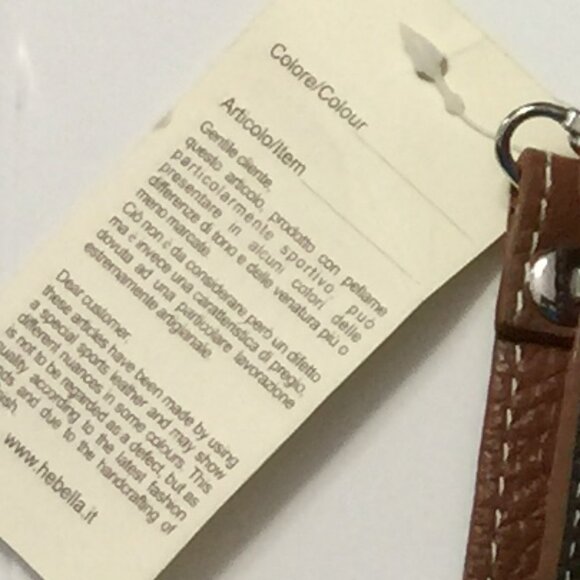 Colore/Colour
Articolo/Item
Gentile cliente,
questo articolo, prodotto con pellame
particolarmente sportivo, può
presentare in alcuni colori delle
differenze di tono e delle venature più o
meno marcate.
Ciò non è da considerare però un difetto
ma è invece una caratteristica di pregio,
dovuta ad una particolare lavorazione
estremamente artigianale.
Dear customer,
these articles have been made by using
a special sports leather and may show
different nuances in some colours. This
is not to be regarded as a defect, but as
according to the latest fashion
and due to the handcrafting of
www.hebella.it